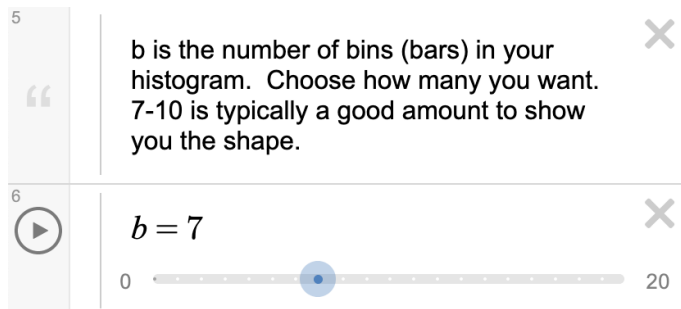 5
“
b is the number of bins (bars) in your
histogram.  Choose how many you want.
7-10 is typically a good amount to show
you the shape.
6
b = 7
0 20